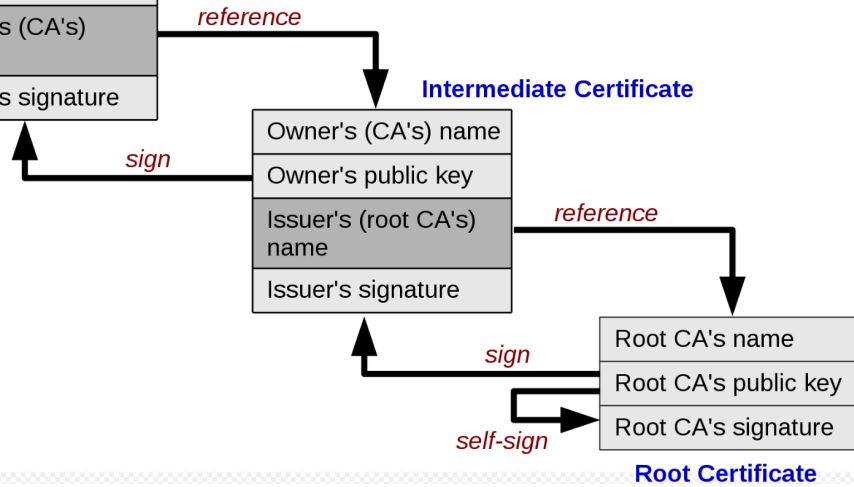 reference
s (CA's)
s signature
Intermediate Certificate
Owner's (CA's) name
sign
Owner's public key
Issuer's (root CA's)
name
reference
Issuer's signature
Root CA's name
sign
Root CA's public key
Root CA's signature
self-sign
Root Certificate